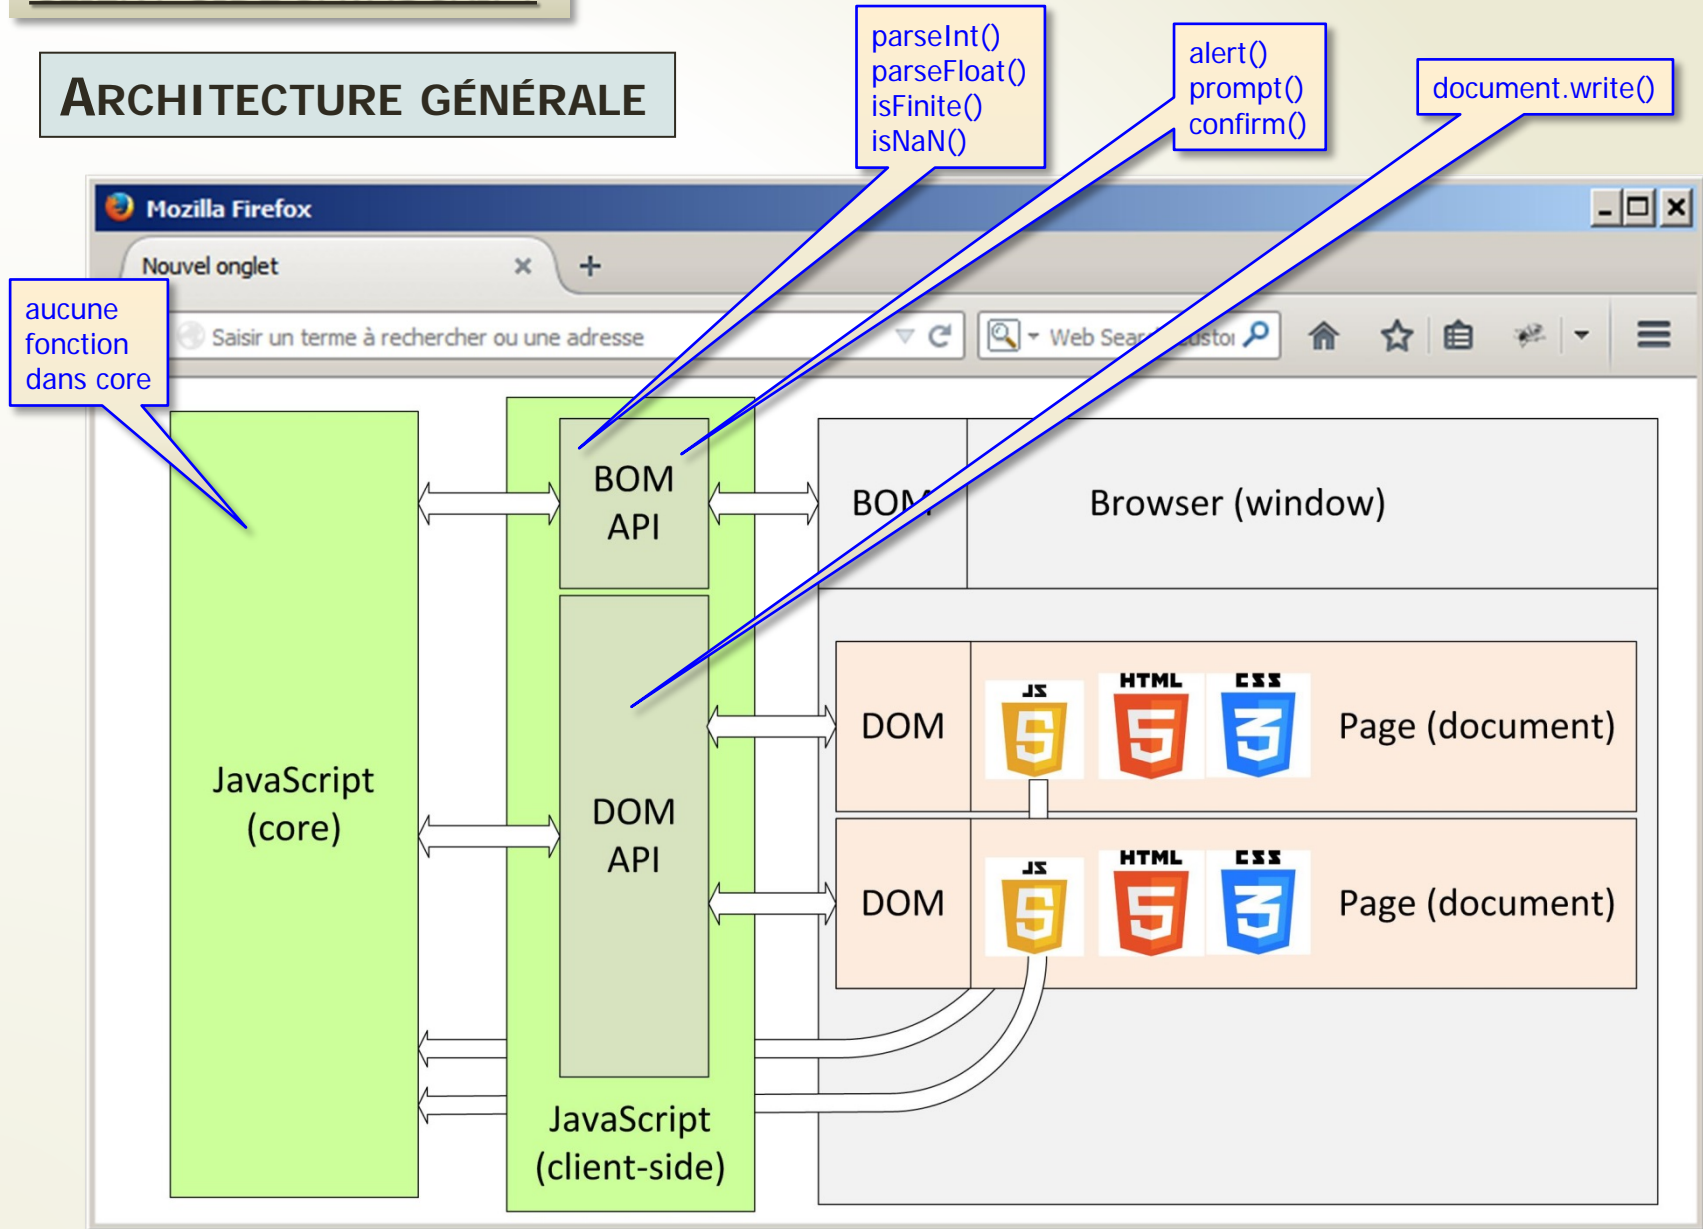 ARCHITECTURE GÉNÉRALE
parseInt()
parseFloat()
isFinite()
isNaN()
alert()
prompt()
confirm()
document.write()
Mozilla Firefox
Nouvel onglet
aucune
fonction
dans core
Saisir un terme à rechercher ou une adresse
Web Sear
BOM
API
BOM
Browser (window)
JS
HTML
CSS
DOM
Page (document)
JavaScript
(core)
DOM
API
JS
HTML
CSS
DOM
Page (document)
JavaScript
(client-side)